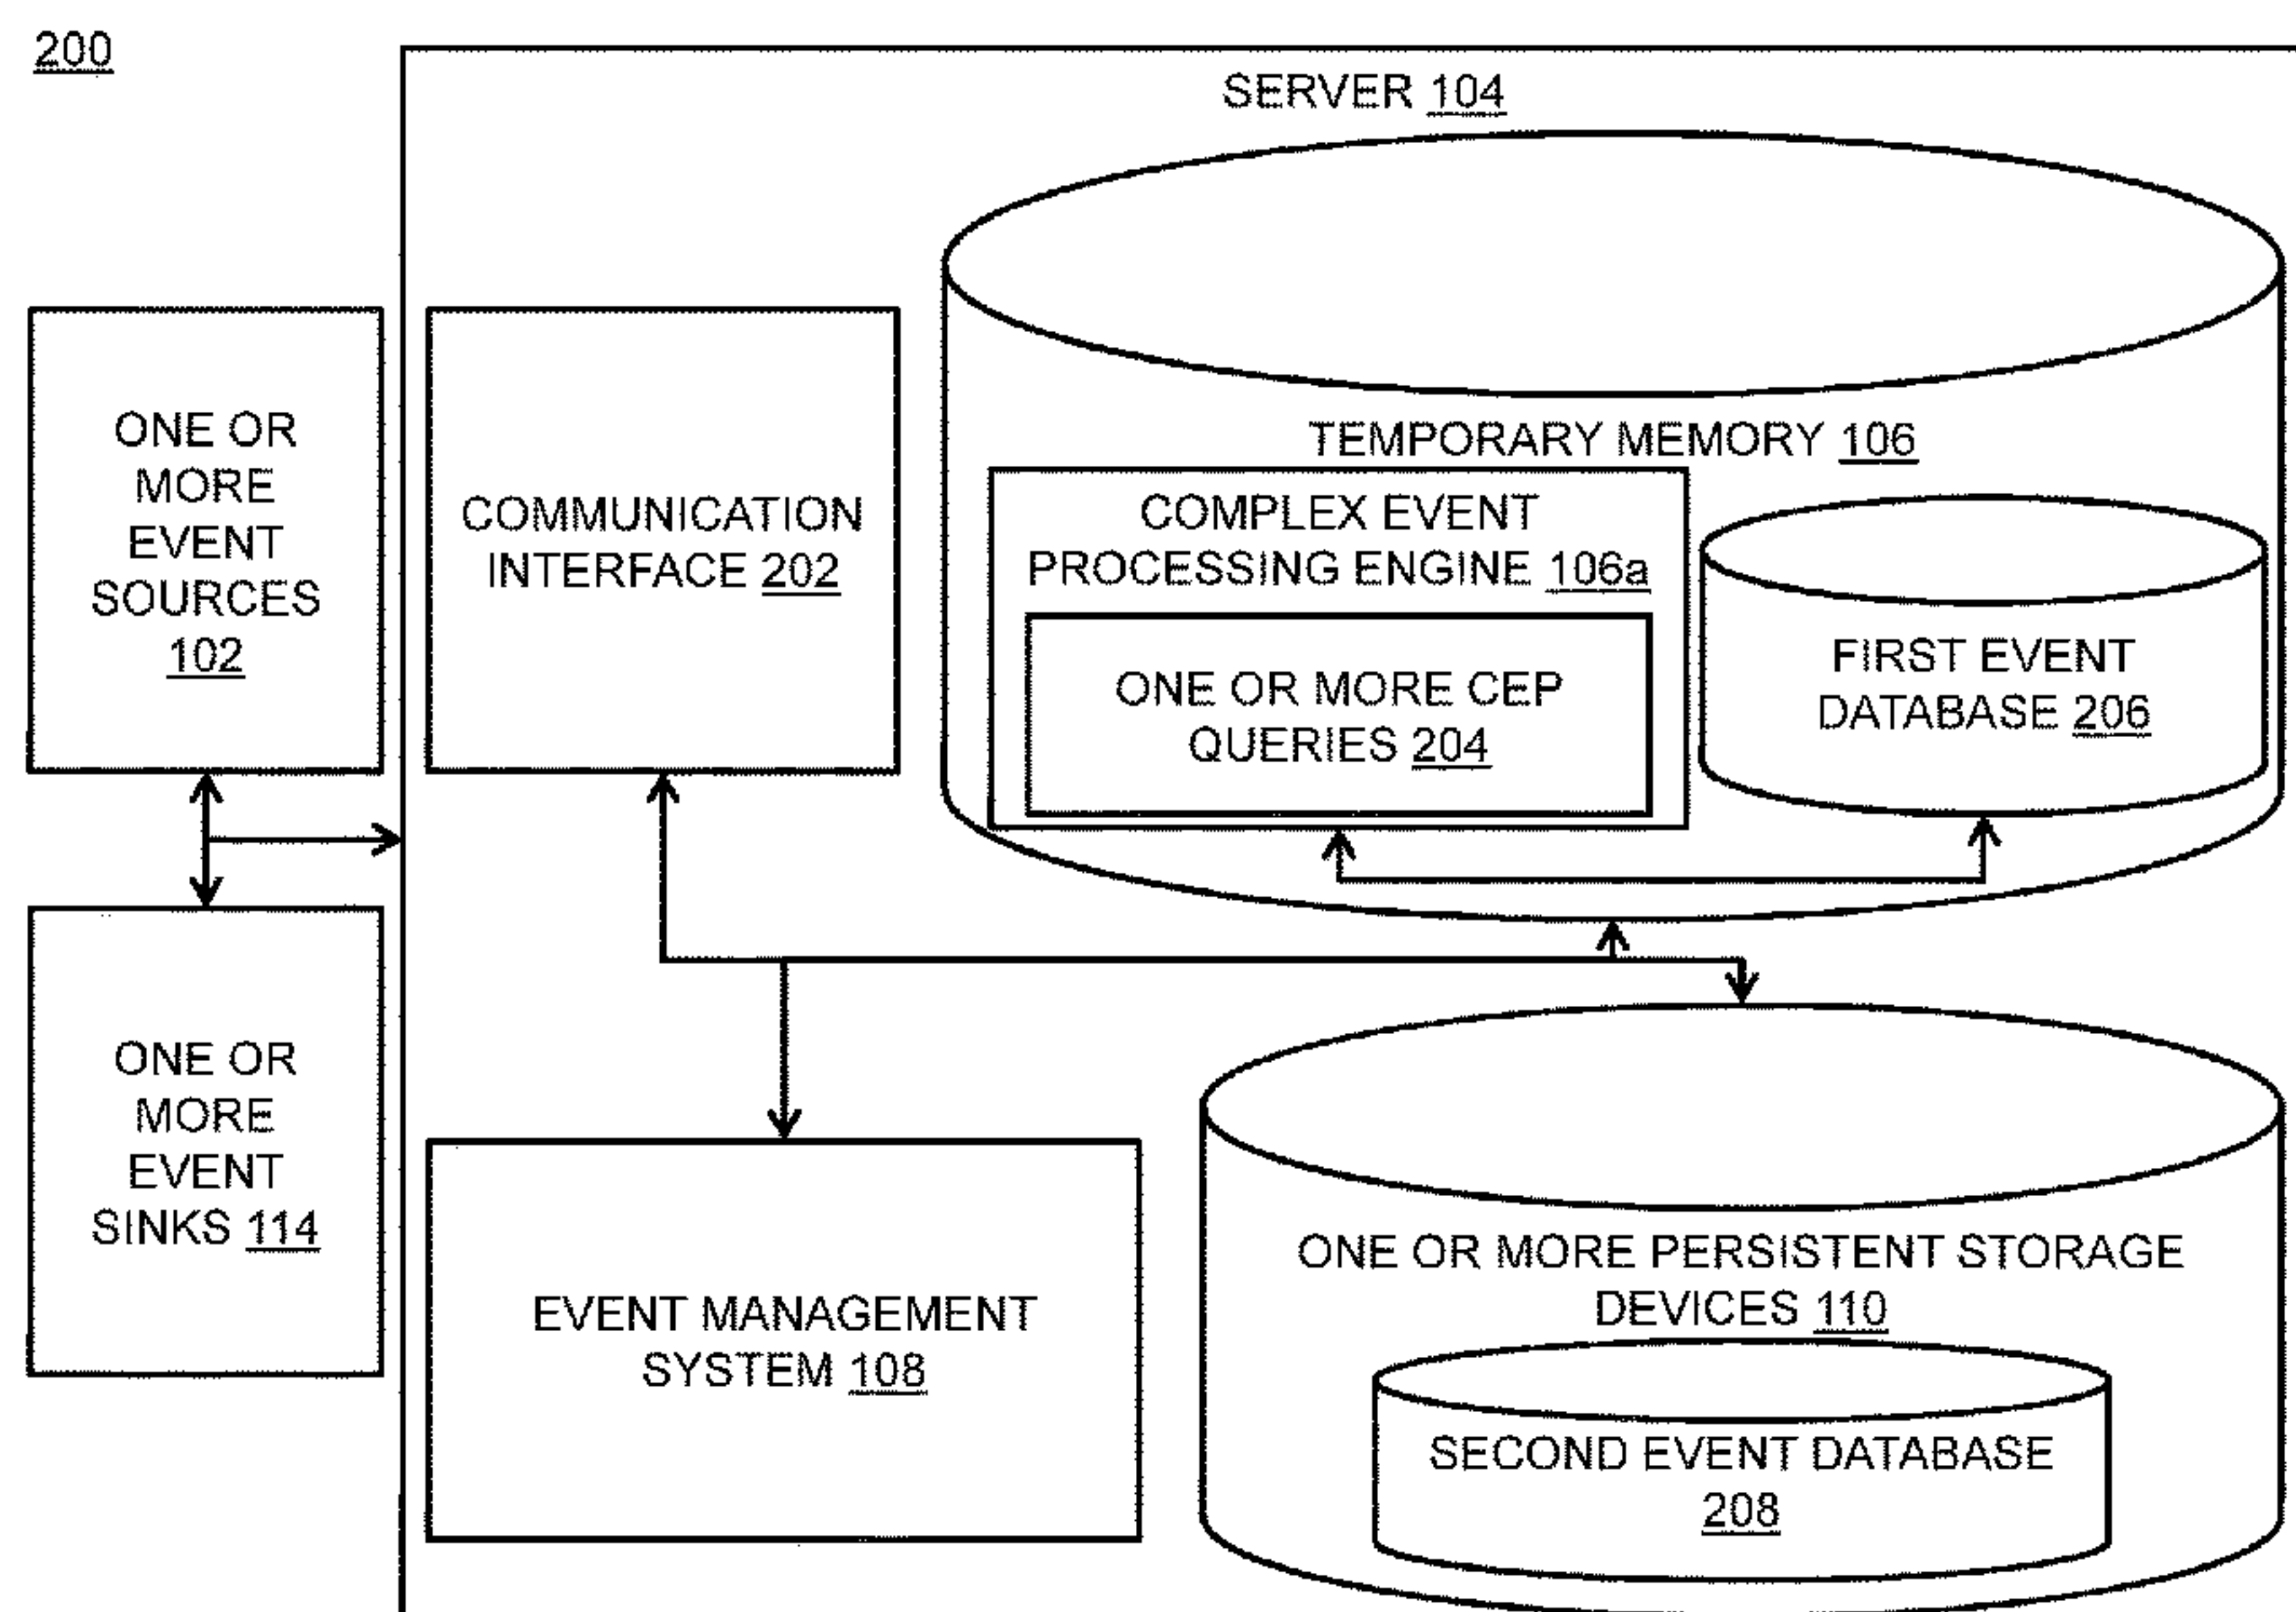 200
SERVER 104
ONE OR
MORE
EVENT
SOURCES
102
COMMUNICATION
INTERFACE 202
TEMPORARY MEMORY 106
COMPLEX EVENT
PROCESSING ENGINE 106a
ONE OR MORE CEP
QUERIES 204
FIRST EVENT
DATABASE 206
ONE OR
MORE
EVENT
SINKS 114
EVENT MANAGEMENT
SYSTEM 108
ONE OR MORE PERSISTENT STORAGE
DEVICES 110
SECOND EVENT DATABASE
208